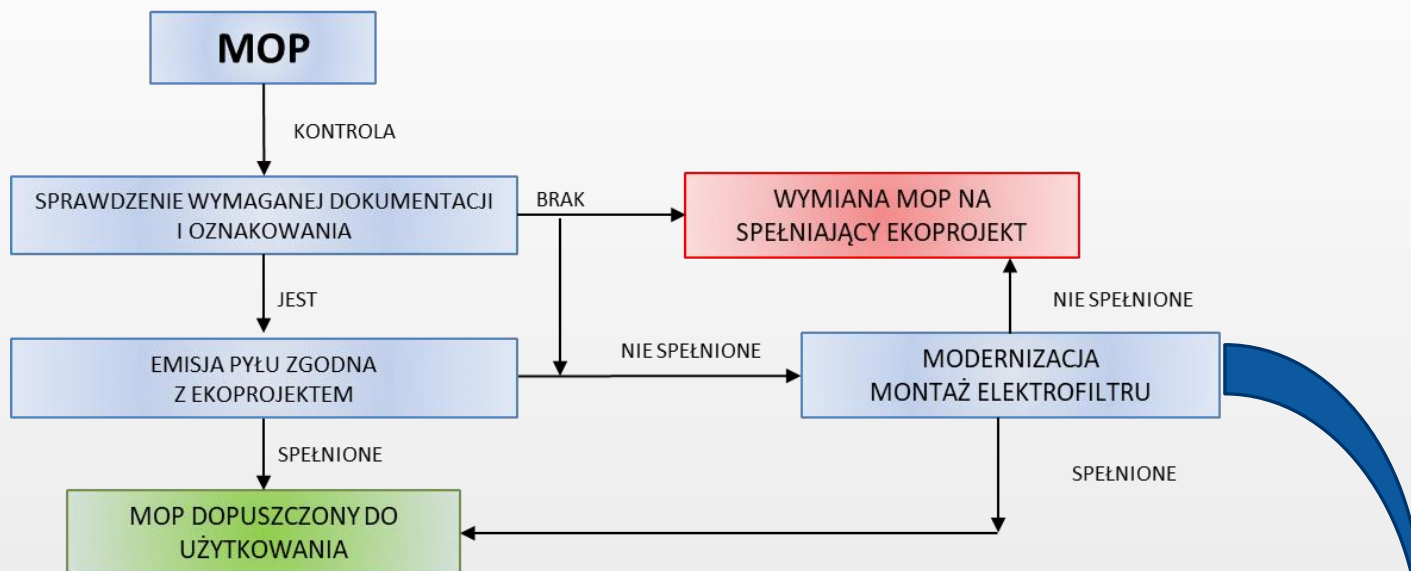 MOP
KONTROLA
SPRAWDZENIE WYMAGANEJ DOKUMENTACJI
I OZNAKOWANIA
BRAK
WYMIANA MOP NA
SPEŁNIAJĄCY EKOPROJEKT
JEST
NIE SPEŁNIONE
EMISJA PYŁU ZGODNA
Z EKOPROJEKTEM
NIE SPEŁNIONE
MODERNIZACJA
MONTAŻ ELEKTROFILTRU
SPEŁNIONE
SPEŁNIONE
MOP DOPUSZCZONY DO
UŻYTKOWANIA